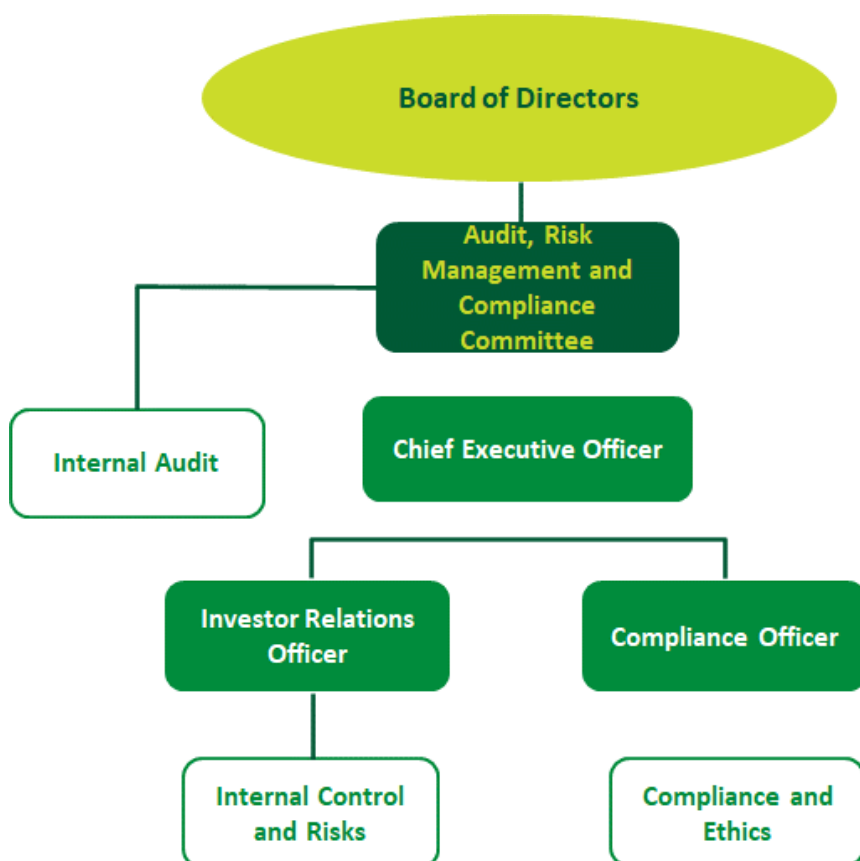 Board of Directors
Audit, Risk
Management and
Compliance
Committee
Internal Audit
Chief Executive Officer
Investor Relations
Officer
Compliance Officer
Internal Control
and Risks
Compliance and
Ethics